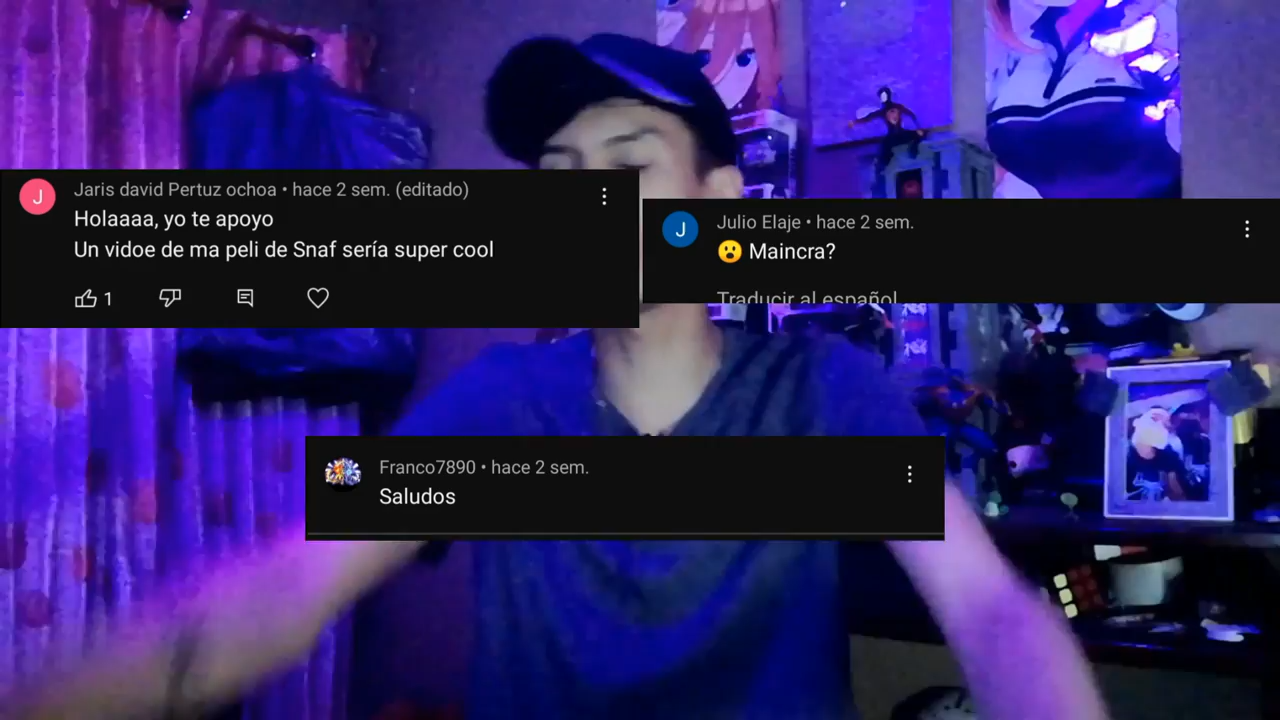 Jaris david Pertuz ochoa • hace 2 sem. (editado)
Holaaaa, yo te apoyo
Un vidoe de ma peli de Snaf sería super cool
1
Julio Elaje • hace 2 sem.
😮 Maincra?
Traducir al español
Franco7890 • hace 2 sem.
Saludos